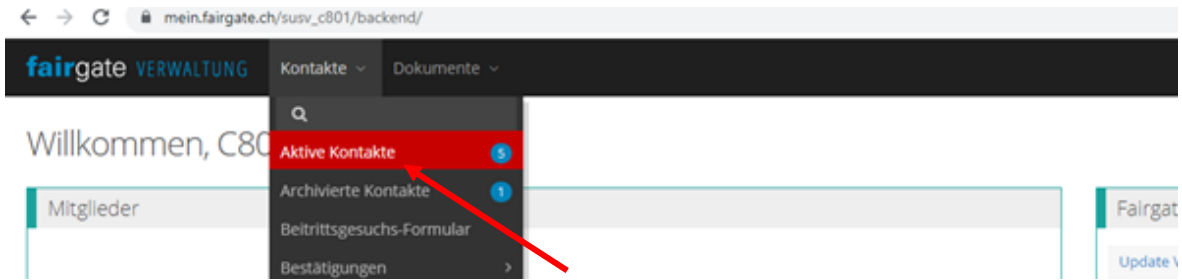 mein.fairgate.ch/susv_c801/backend/
fairgate VERWALTUNG Kontakte Dokumente
Willkommen, C80
Aktive Kontakte 5
Archivierte Kontakte 1
Beitrittsgesuchs-Formular
Bestätigungen
Mitglieder
Fairgat
Update V